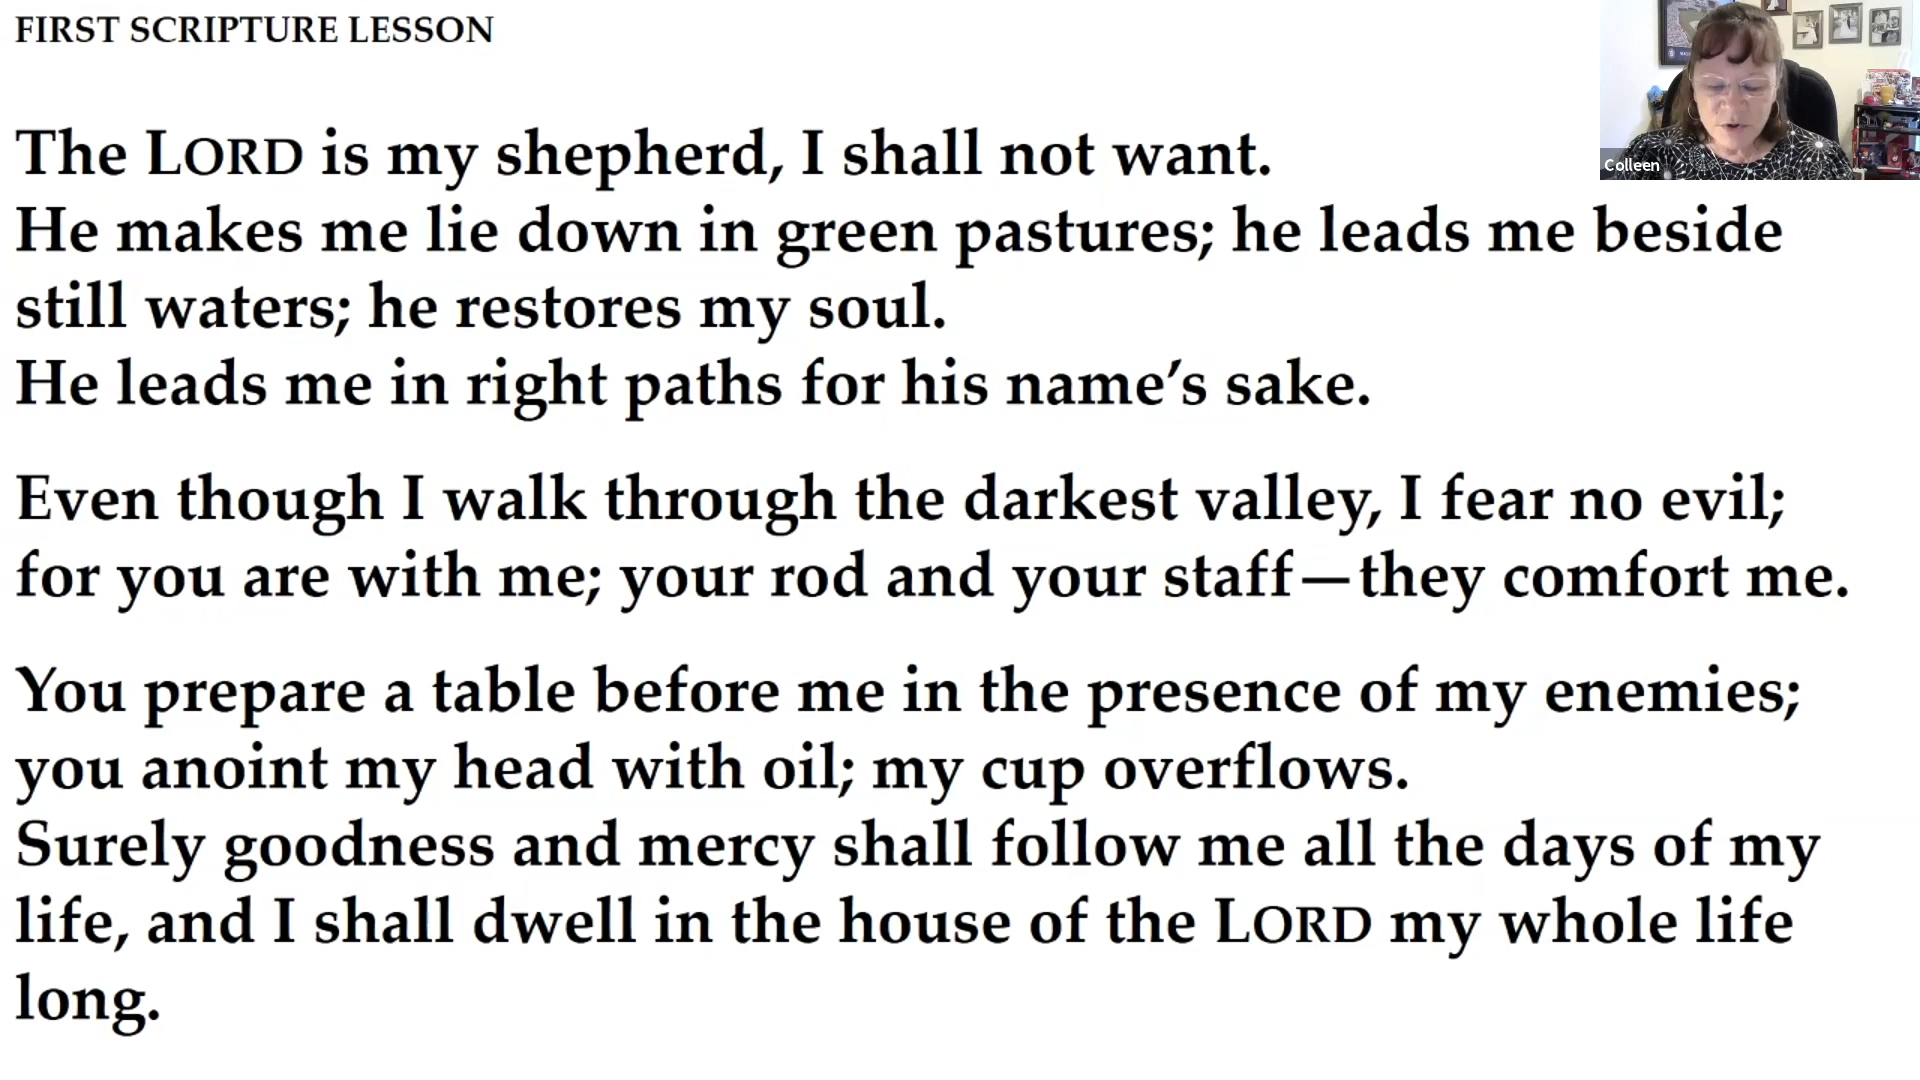 FIRST SCRIPTURE LESSON
Colleen
The LORD is my shepherd, I shall not want.
He makes me lie down in green pastures; he leads me beside
still waters; he restores my soul.
He leads me in right paths for his name’s sake.
Even though I walk through the darkest valley, I fear no evil;
for you are with me; your rod and your staff—they comfort me.
You prepare a table before me in the presence of my enemies;
you anoint my head with oil; my cup overflows.
Surely goodness and mercy shall follow me all the days of my
life, and I shall dwell in the house of the LORD my whole life
long.